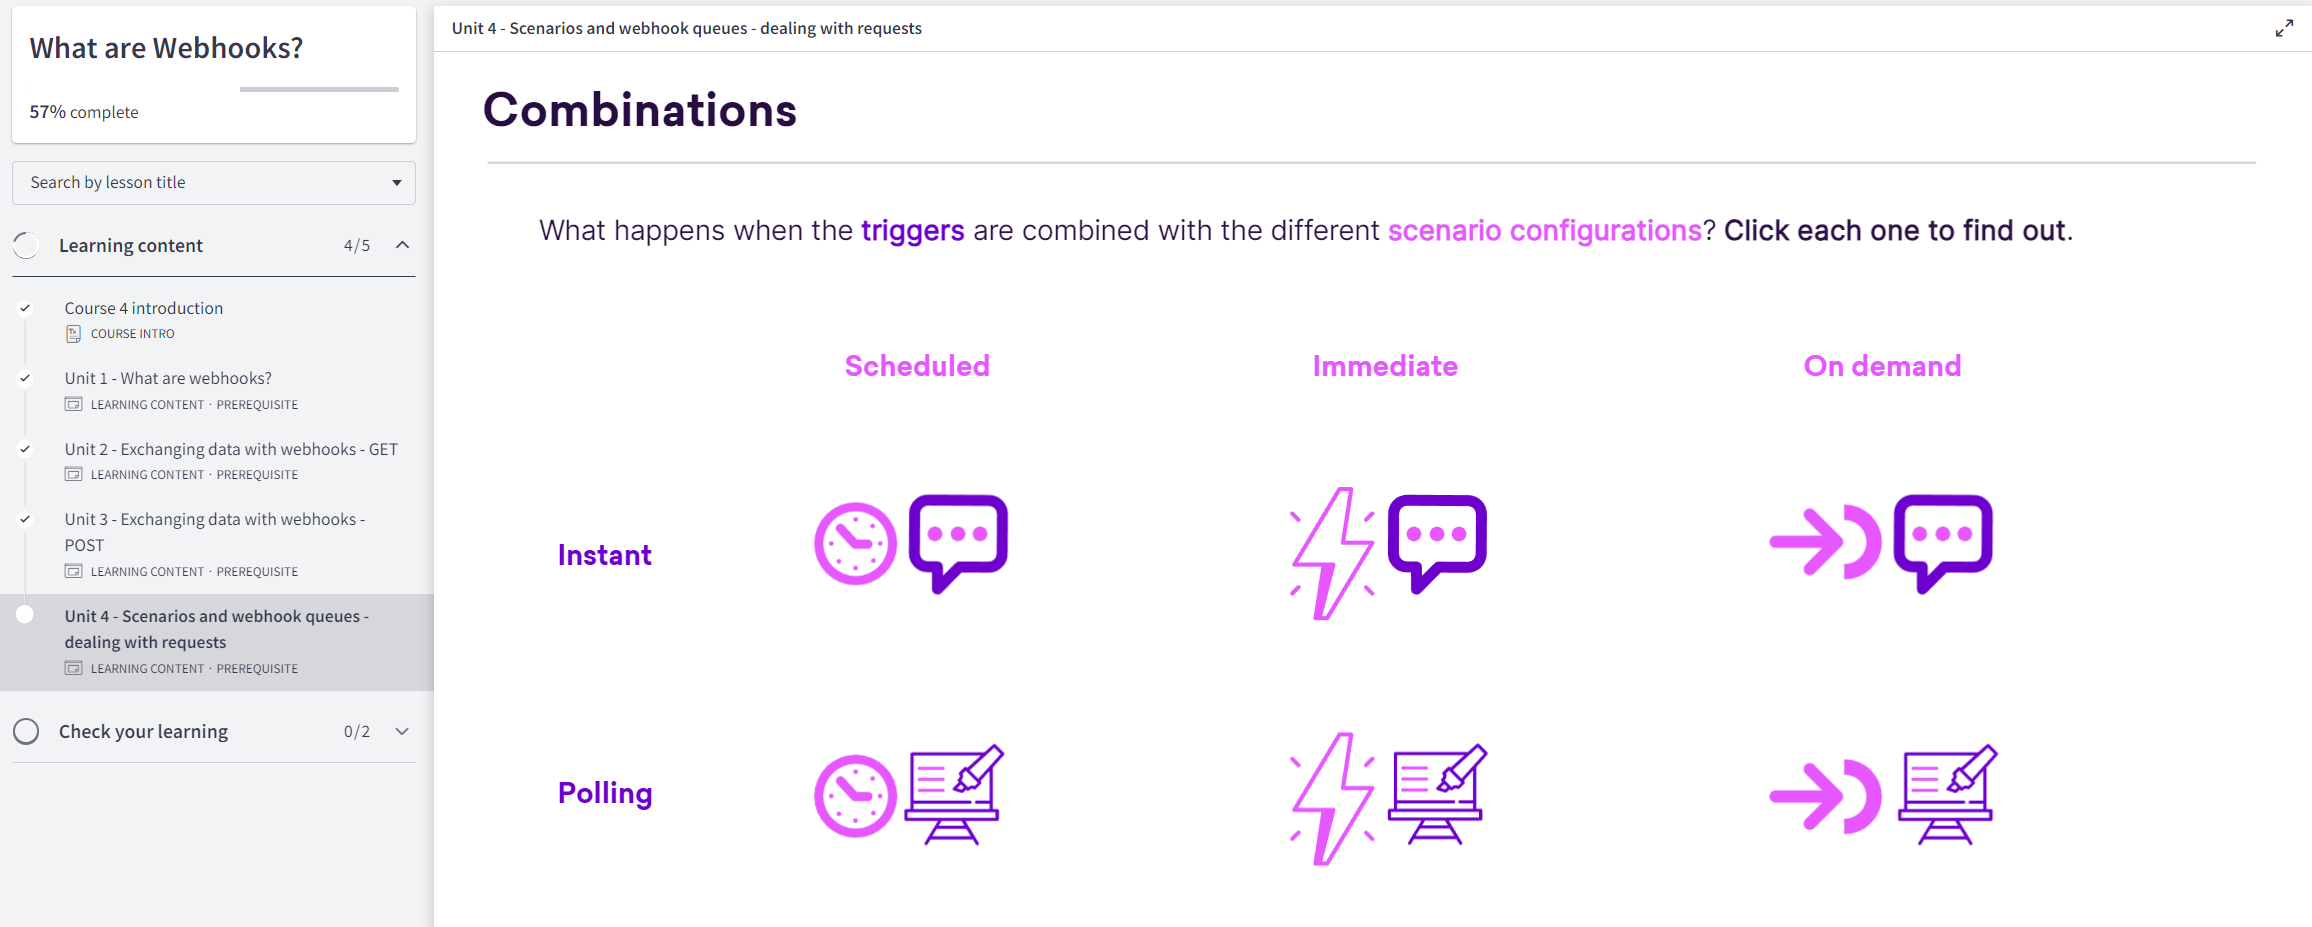 What are Webhooks?
57% complete
Search by lesson title
Learning content 4/5
Course 4 introduction
COURSE INTRO
Unit 1 - What are webhooks?
LEARNING CONTENT · PREREQUISITE
Unit 2 - Exchanging data with webhooks - GET
LEARNING CONTENT · PREREQUISITE
Unit 3 - Exchanging data with webhooks -
POST
LEARNING CONTENT · PREREQUISITE
Unit 4 - Scenarios and webhook queues -
dealing with requests
LEARNING CONTENT · PREREQUISITE
Check your learning 0/2
Unit 4 - Scenarios and webhook queues - dealing with requests
Combinations
What happens when the triggers are combined with the different scenario configurations? Click each one to find out.
Scheduled Immediate On demand
Instant
Polling